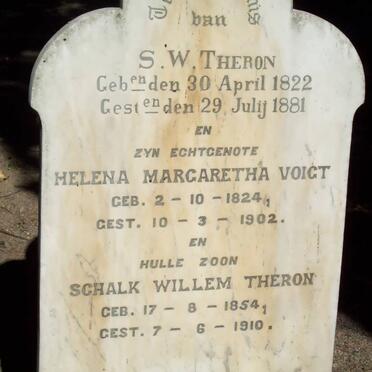 van
S. W. THERON
Geb en den 30 April 1822
Gest en den 29 Julij 1881
EN
ZYN ECHTGENOTE
HELENA MARGARETHA VOIGT
GEB. 2 - 10 - 1824,
GEST. 10 - 3 - 1902.
EN
HULLE ZOON
SCHALK WILLEM THERON
GEB. 17 - 8 - 1854,
GEST. 7 - 6 - 1910.